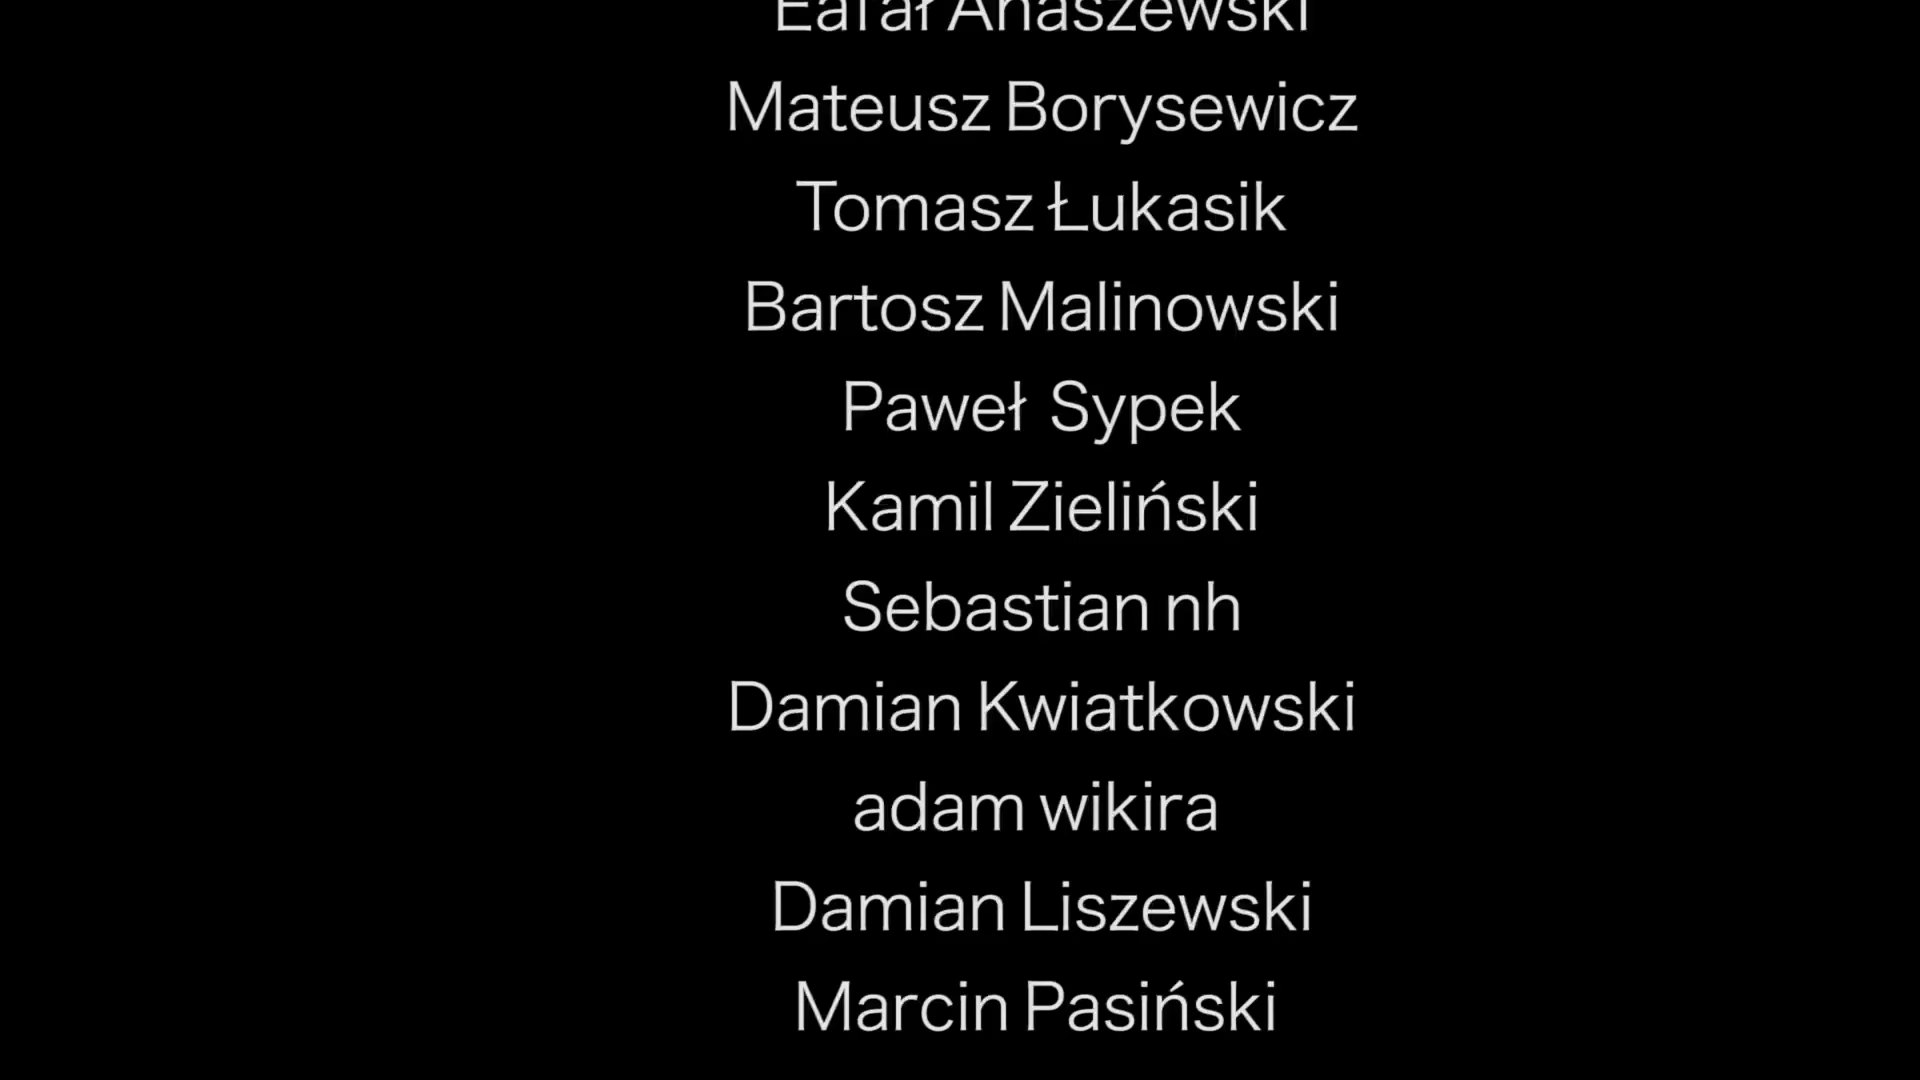 Anaszewski
Mateusz Borysewicz
Tomasz Łukasik
Bartosz Malinowski
Paweł Sypek
Kamil Zieliński
Sebastian nh
Damian Kwiatkowski
adam wikira
Damian Liszewski
Marcin Pasiński